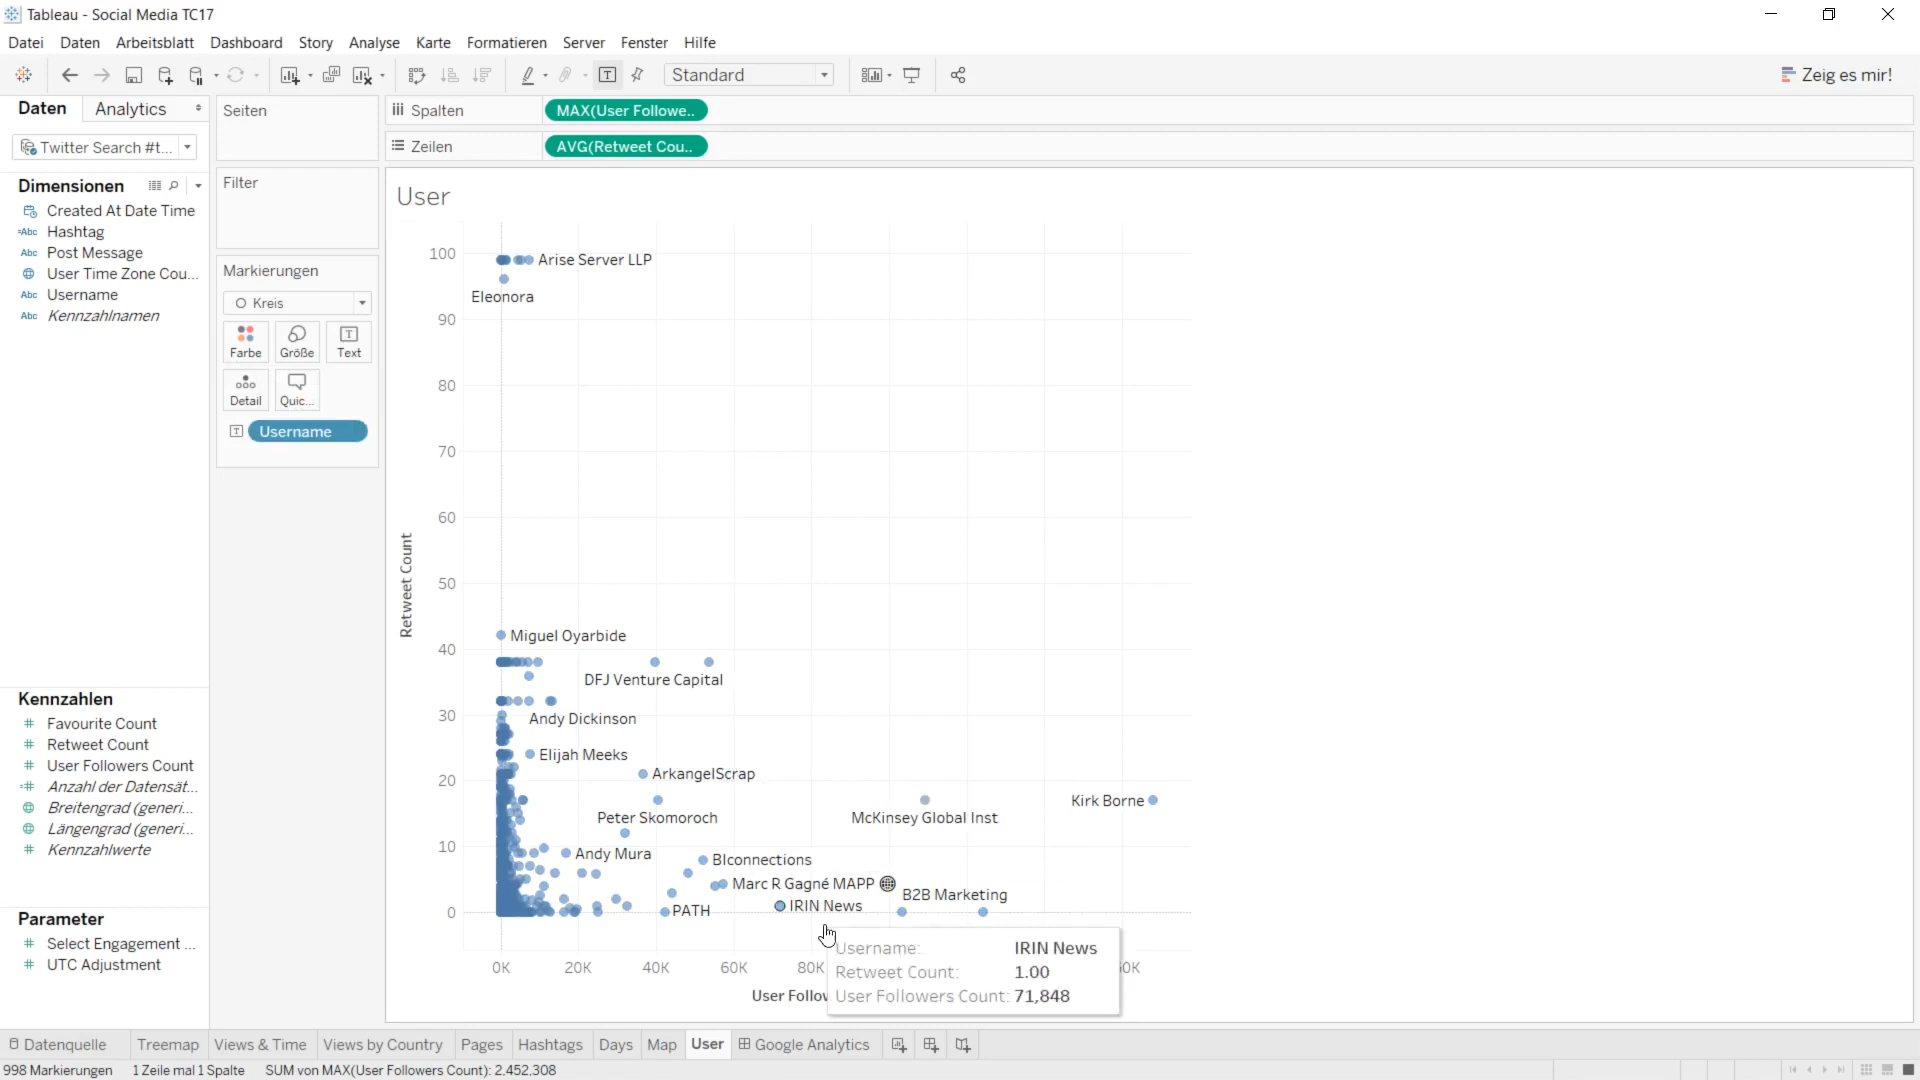 Tableau - Social Media TC17
Datei Daten Arbeitsblatt Dashboard Story Analyse Karte Formatieren Server Fenster Hilfe
Standard
Zeig es mir!
Daten Analytics
Twitter Search #t...
Dimensionen
Created At Date Time
Abc Hashtag
Abc Post Message
User Time Zone Cou...
Abc Username
Abc Kennzahlnamen
Kennzahlen
# Favourite Count
# Retweet Count
# User Followers Count
=# Anzahl der Datensät...
Breitengrad (generi...
Längengrad (generi...
# Kennzahlwerte
Parameter
# Select Engagement ...
# UTC Adjustment
Seiten
Filter
Markierungen
Kreis
Farbe Größe Text
Detail Quic...
Username
Spalten MAX(User Followe..
Zeilen AVG(Retweet Cou..
User
Retweet Count
100
90
80
70
60
50
40
30
20
10
0
Arise Server LLP
Eleonora
Miguel Oyarbide
DFJ Venture Capital
Andy Dickinson
Elijah Meeks
ArkangelScrap
Kirk Borne
Peter Skomoroch
McKinsey Global Inst
Andy Mura
BIconnections
Marc R Gagné MAPP
B2B Marketing
IRIN News
PATH
0K 20K 40K 60K 80K 0K
User Follow
Username: IRIN News
Retweet Count: 1.00
User Followers Count: 71,848
Datenquelle Treemap Views & Time Views by Country Pages Hashtags Days Map User Google Analytics
998 Markierungen 1 Zeile mal 1 Spalte SUM von MAX(User Followers Count): 2,452,308